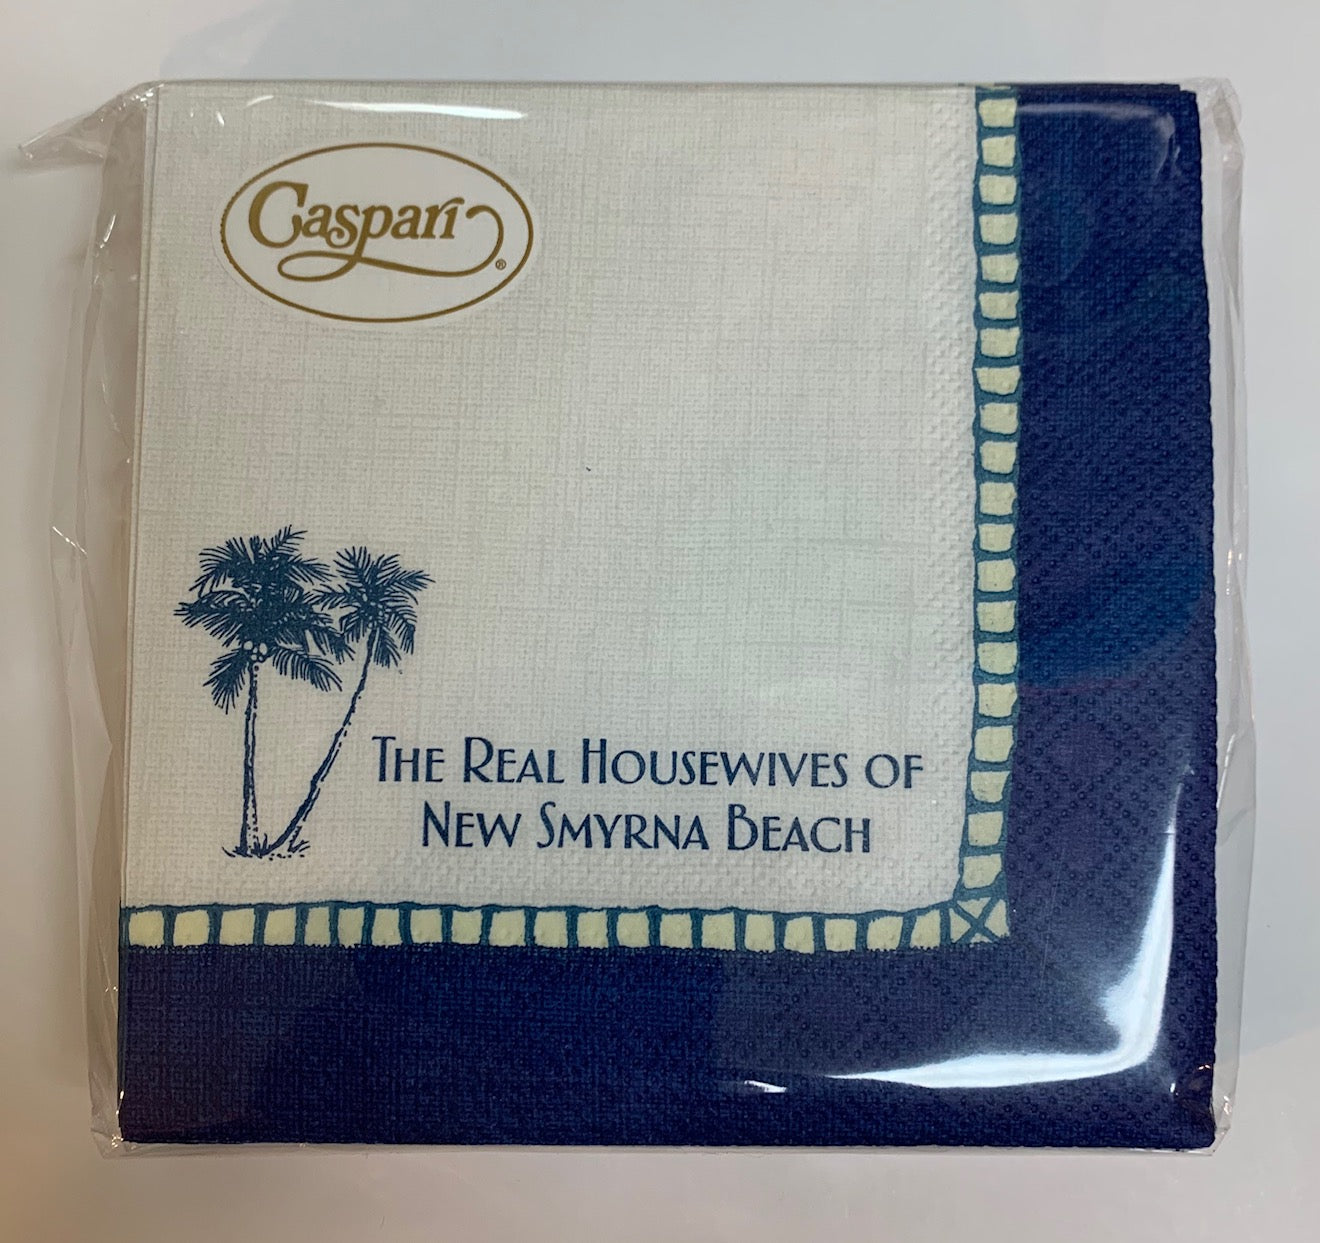 Caspari®
The Real Housewives of
New Smyrna Beach